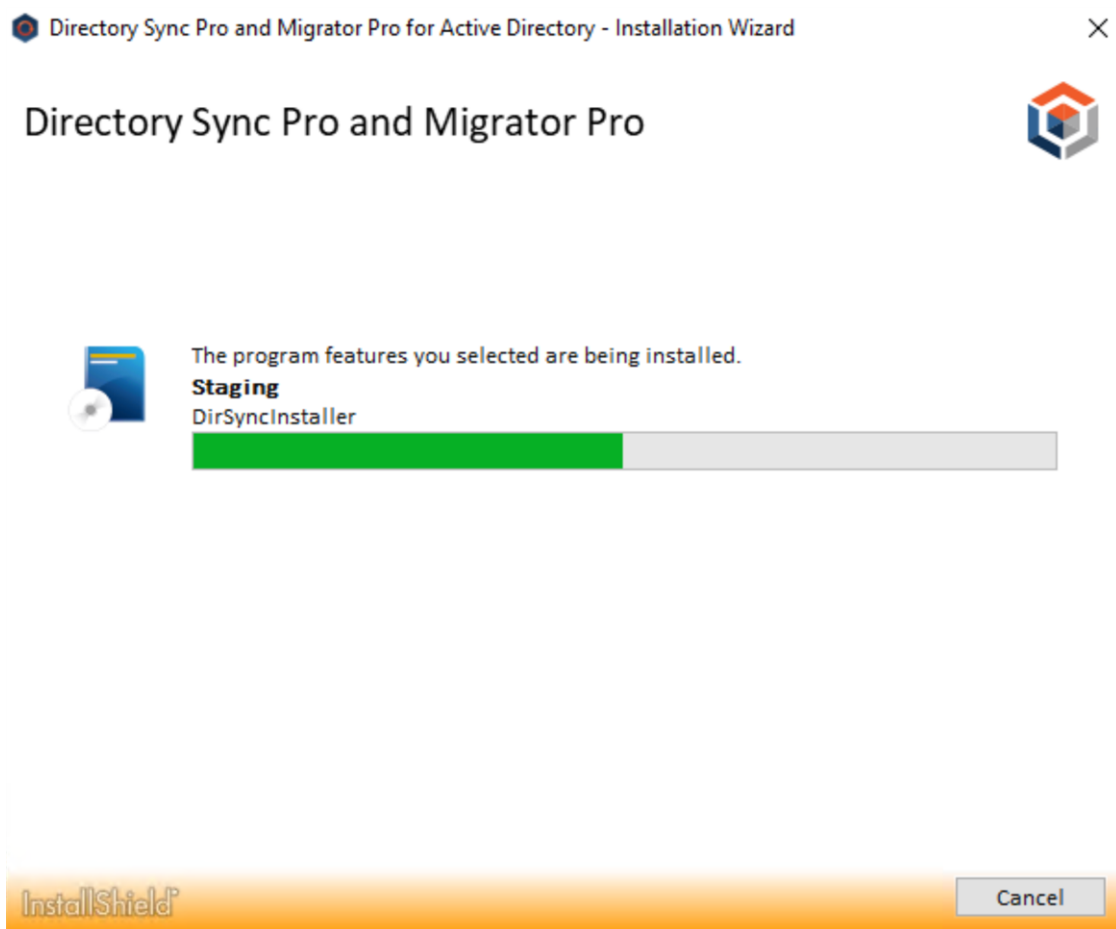 Directory Sync Pro and Migrator Pro for Active Directory - Installation Wizard
Directory Sync Pro and Migrator Pro
The program features you selected are being installed.
Staging
DirSyncInstaller
InstallShield
Cancel